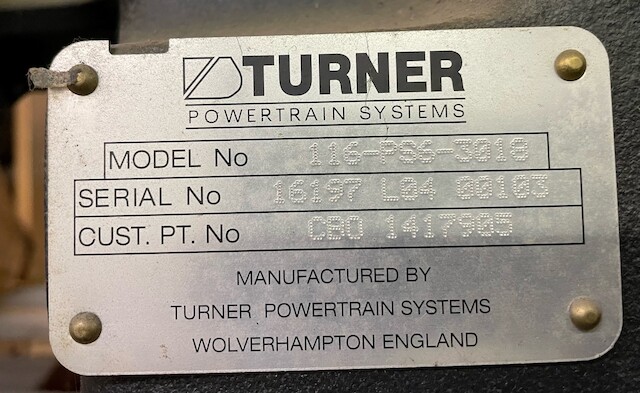 TURNER
POWERTRAIN SYSTEMS
MODEL No 116-PS6-3018
SERIAL No 16197 L04 00103
CUST. PT. No CBO 1417905
MANUFACTURED BY
TURNER POWERTRAIN SYSTEMS
WOLVERHAMPTON ENGLAND